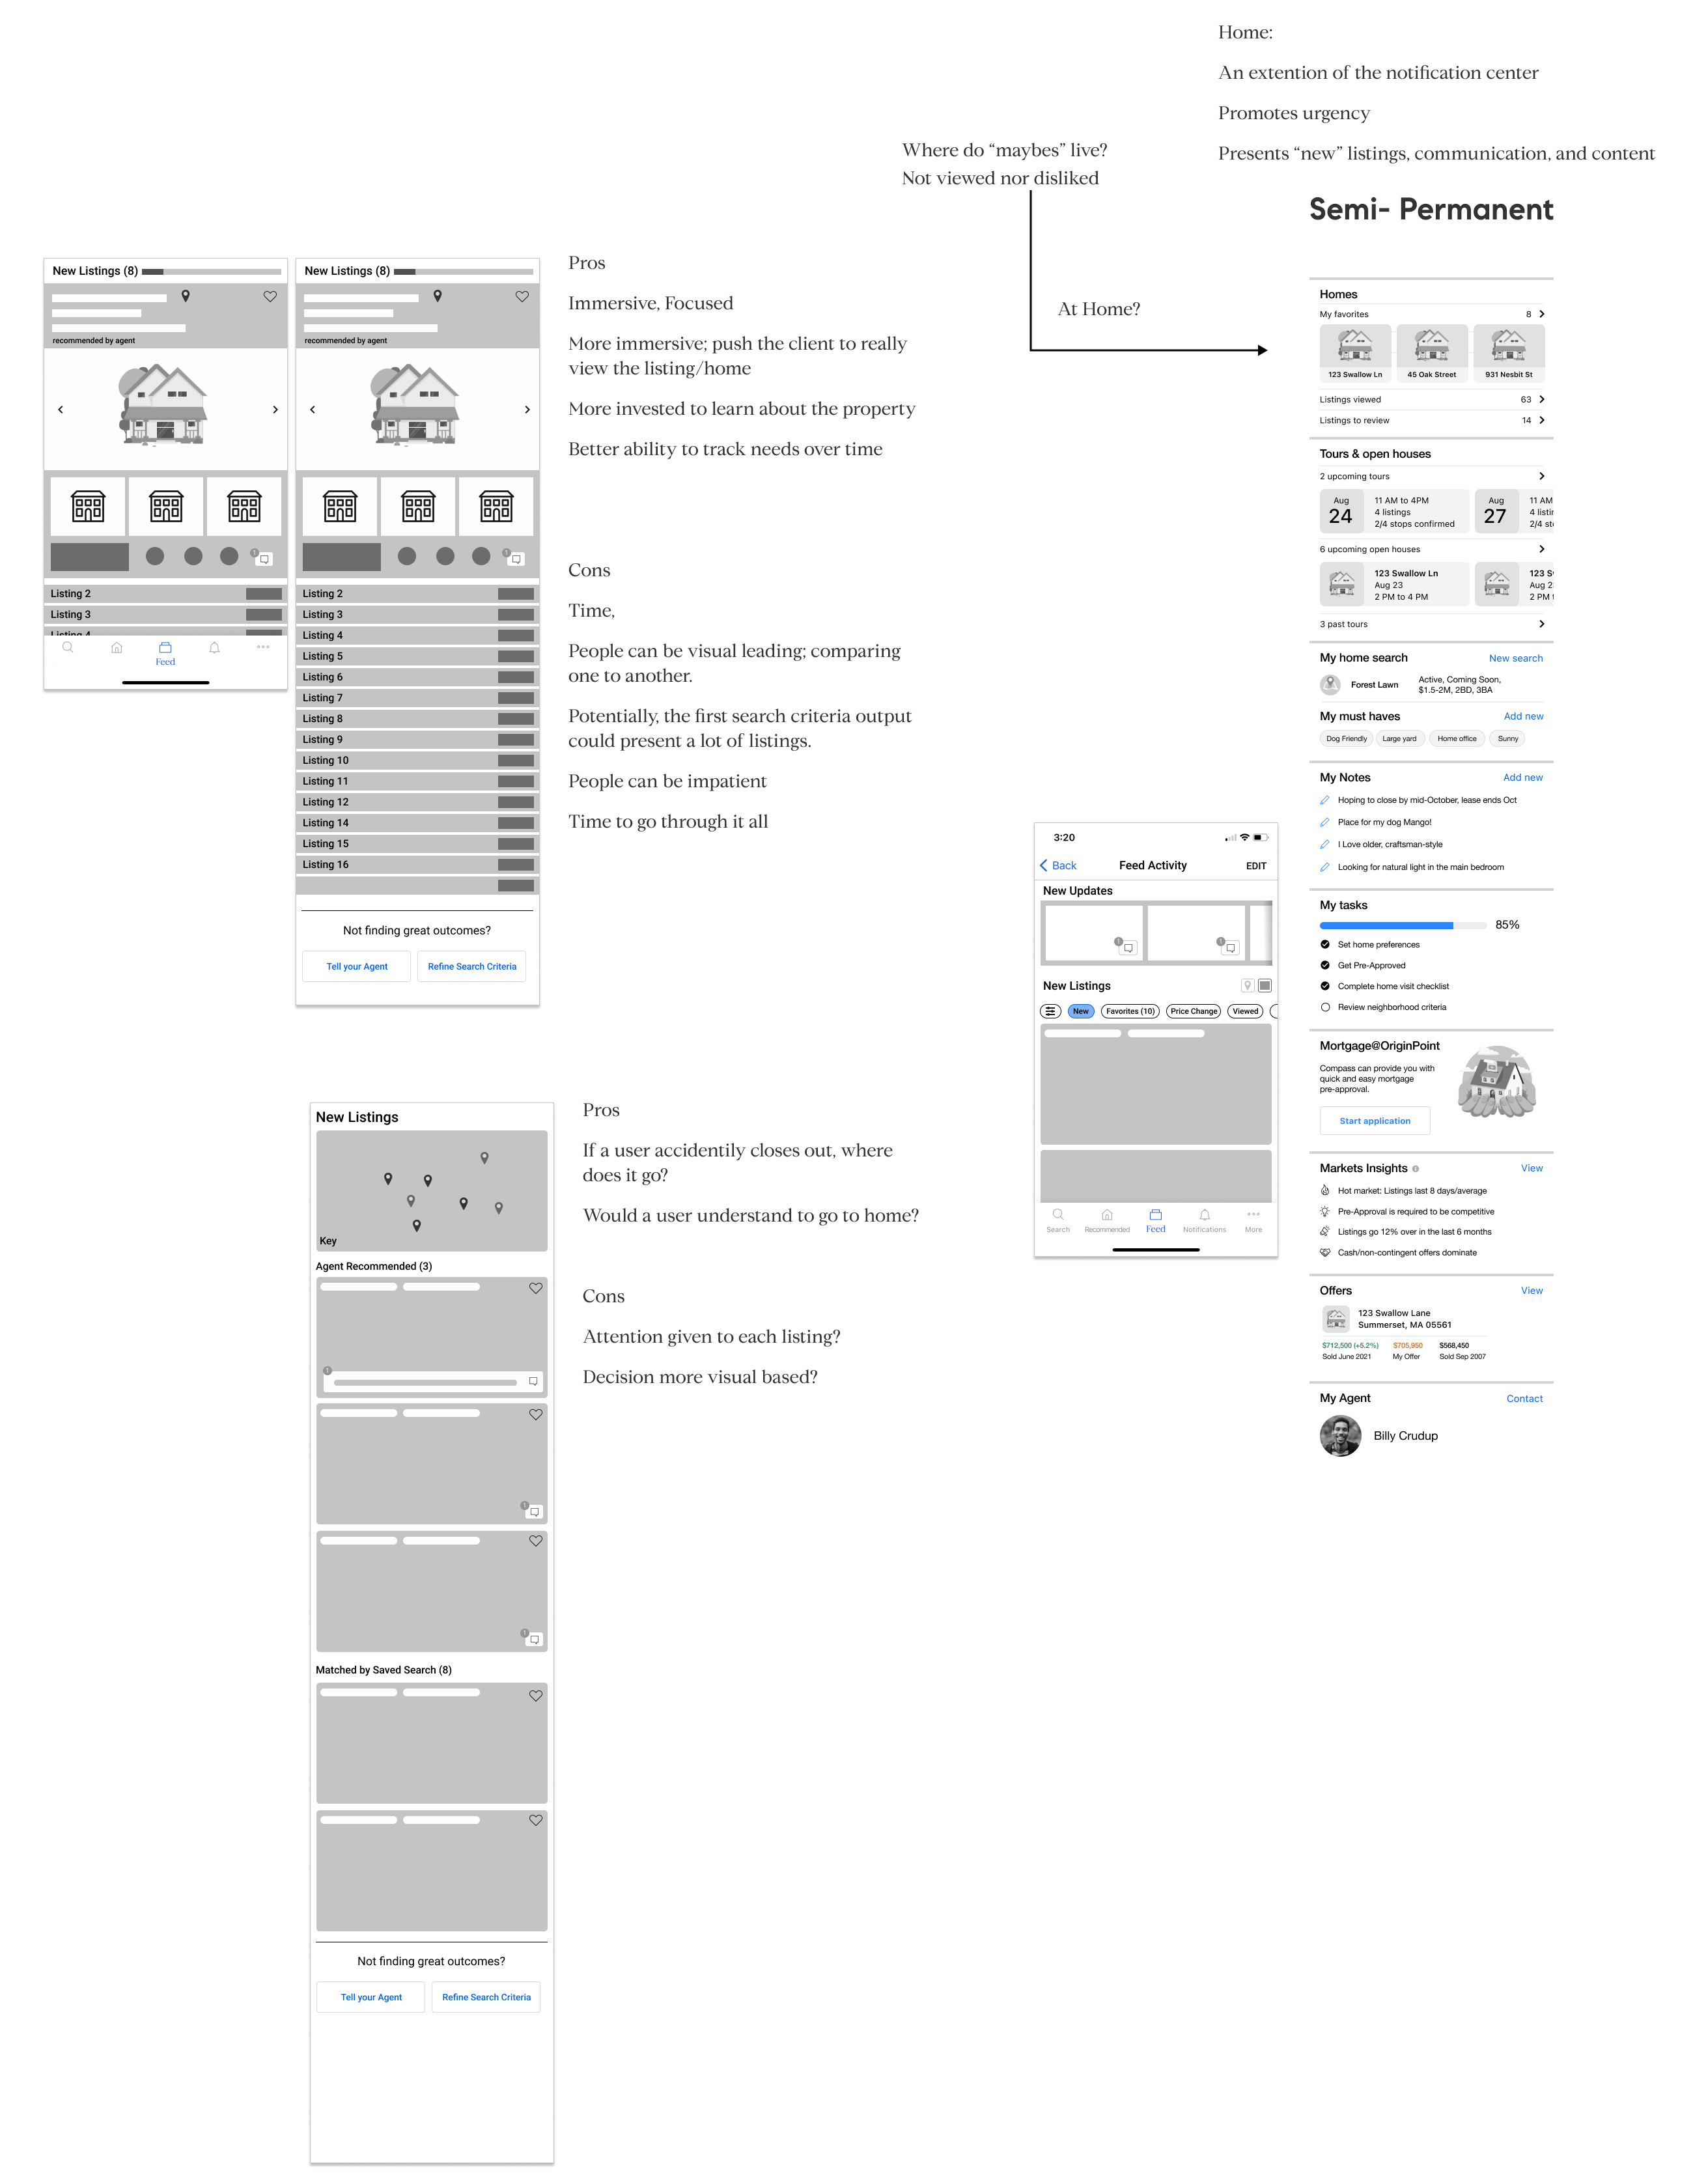 Home:
An extention of the notification center
Promotes urgency
Presents “new” listings, communication, and content
Where do “maybes” live?
Not viewed nor disliked
At Home?
Semi- Permanent
New Listings (8)
recommended by agent
Listing 2
Listing 3
Listing 4
Feed
New Listings (8)
recommended by agent
Listing 2
Listing 3
Listing 4
Listing 5
Listing 6
Listing 7
Listing 8
Listing 9
Listing 10
Listing 11
Listing 12
Listing 14
Listing 15
Listing 16
Not finding great outcomes?
Tell your Agent
Refine Search Criteria
Pros
Immersive, Focused
More immersive; push the client to really
view the listing/home
More invested to learn about the property
Better ability to track needs over time
Cons
Time,
People can be visual leading; comparing
one to another.
Potentially, the first search criteria output
could present a lot of listings.
People can be impatient
Time to go through it all
New Listings
Key
Agent Recommended (3)
1
1
1
Matched by Saved Search (8)
Not finding great outcomes?
Tell your Agent
Refine Search Criteria
Pros
If a user accidently closes out, where
does it go?
Would a user understand to go to home?
Cons
Attention given to each listing?
Decision more visual based?
3:20
Back
Feed Activity
EDIT
New Updates
1
1
New Listings
New
Favorites (10)
Price Change
Viewed
Search
Recommended
Feed
Notifications
More
Homes
My favorites
8
123 Swallow Ln
45 Oak Street
931 Nesbit St
Listings viewed
63
Listings to review
14
Tours & open houses
2 upcoming tours
Aug
24
11 AM to 4PM
4 listings
2/4 stops confirmed
Aug
27
11 AM
4 listin
2/4 sto
6 upcoming open houses
123 Swallow Ln
Aug 23
2 PM to 4 PM
123 S
Aug 2
2 PM t
3 past tours
My home search
New search
Forest Lawn
Active, Coming Soon,
$1.5-2M, 2BD, 3BA
My must haves
Add new
Dog Friendly
Large yard
Home office
Sunny
My Notes
Add new
Hoping to close by mid-October, lease ends Oct
Place for my dog Mango!
I Love older, craftsman-style
Looking for natural light in the main bedroom
My tasks
85%
Set home preferences
Get Pre-Approved
Complete home visit checklist
Review neighborhood criteria
Mortgage@OriginPoint
Compass can provide you with
quick and easy mortgage
pre-approval.
Start application
Markets Insights
View
Hot market: Listings last 8 days/average
Pre-Approval is required to be competitive
Listings go 12% over in the last 6 months
Cash/non-contingent offers dominate
Offers
View
123 Swallow Lane
Summerset, MA 05561
$712,500 (+5.2%)
Sold June 2021
$705,950
My Offer
$568,450
Sold Sep 2007
My Agent
Contact
Billy Crudup